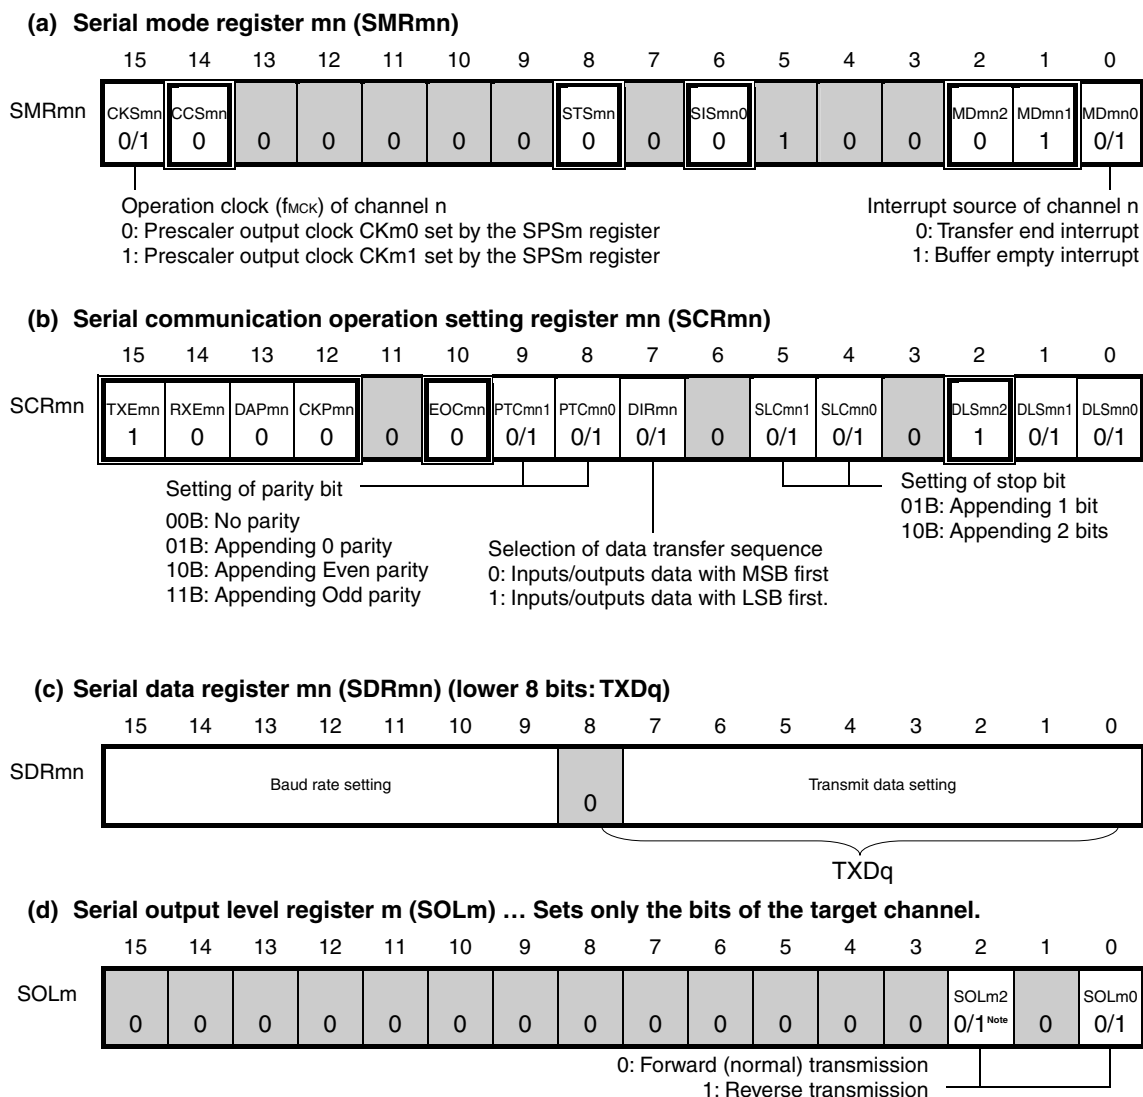 (a) Serial mode register mn (SMRmn)
15 14 13 12 11 10 9 8 7 6 5 4 3 2 1 0
SMRmn
CKSmn CCSmn STSmn SISmn0 MDmn2 MDmn1 MDmn0
0/1 0 0 0 0 0 0 0 0 0 1 0 0 0 1 0/1
Operation clock (fMCK) of channel n
0: Prescaler output clock CKm0 set by the SPSm register
1: Prescaler output clock CKm1 set by the SPSm register
Interrupt source of channel n
0: Transfer end interrupt
1: Buffer empty interrupt
(b) Serial communication operation setting register mn (SCRmn)
15 14 13 12 11 10 9 8 7 6 5 4 3 2 1 0
SCRmn
TXEmn RXEmn DAPmn CKPmn EOCmn PTCmn1 PTCmn0 DIRmn SLCmn1 SLCmn0 DLSmn2 DLSmn1 DLSmn0
1 0 0 0 0 0 0/1 0/1 0/1 0 0/1 0/1 0 1 0/1 0/1
Setting of parity bit
00B: No parity
01B: Appending 0 parity
10B: Appending Even parity
11B: Appending Odd parity
Selection of data transfer sequence
0: Inputs/outputs data with MSB first
1: Inputs/outputs data with LSB first.
Setting of stop bit
01B: Appending 1 bit
10B: Appending 2 bits
(c) Serial data register mn (SDRmn) (lower 8 bits: TXDq)
15 14 13 12 11 10 9 8 7 6 5 4 3 2 1 0
SDRmn
Baud rate setting
0
Transmit data setting
TXDq
(d) Serial output level register m (SOLm) … Sets only the bits of the target channel.
15 14 13 12 11 10 9 8 7 6 5 4 3 2 1 0
SOLm
SOLm2 SOLm0
0 0 0 0 0 0 0 0 0 0 0 0 0 0/1 Note 0 0/1
0: Forward (normal) transmission
1: Reverse transmission